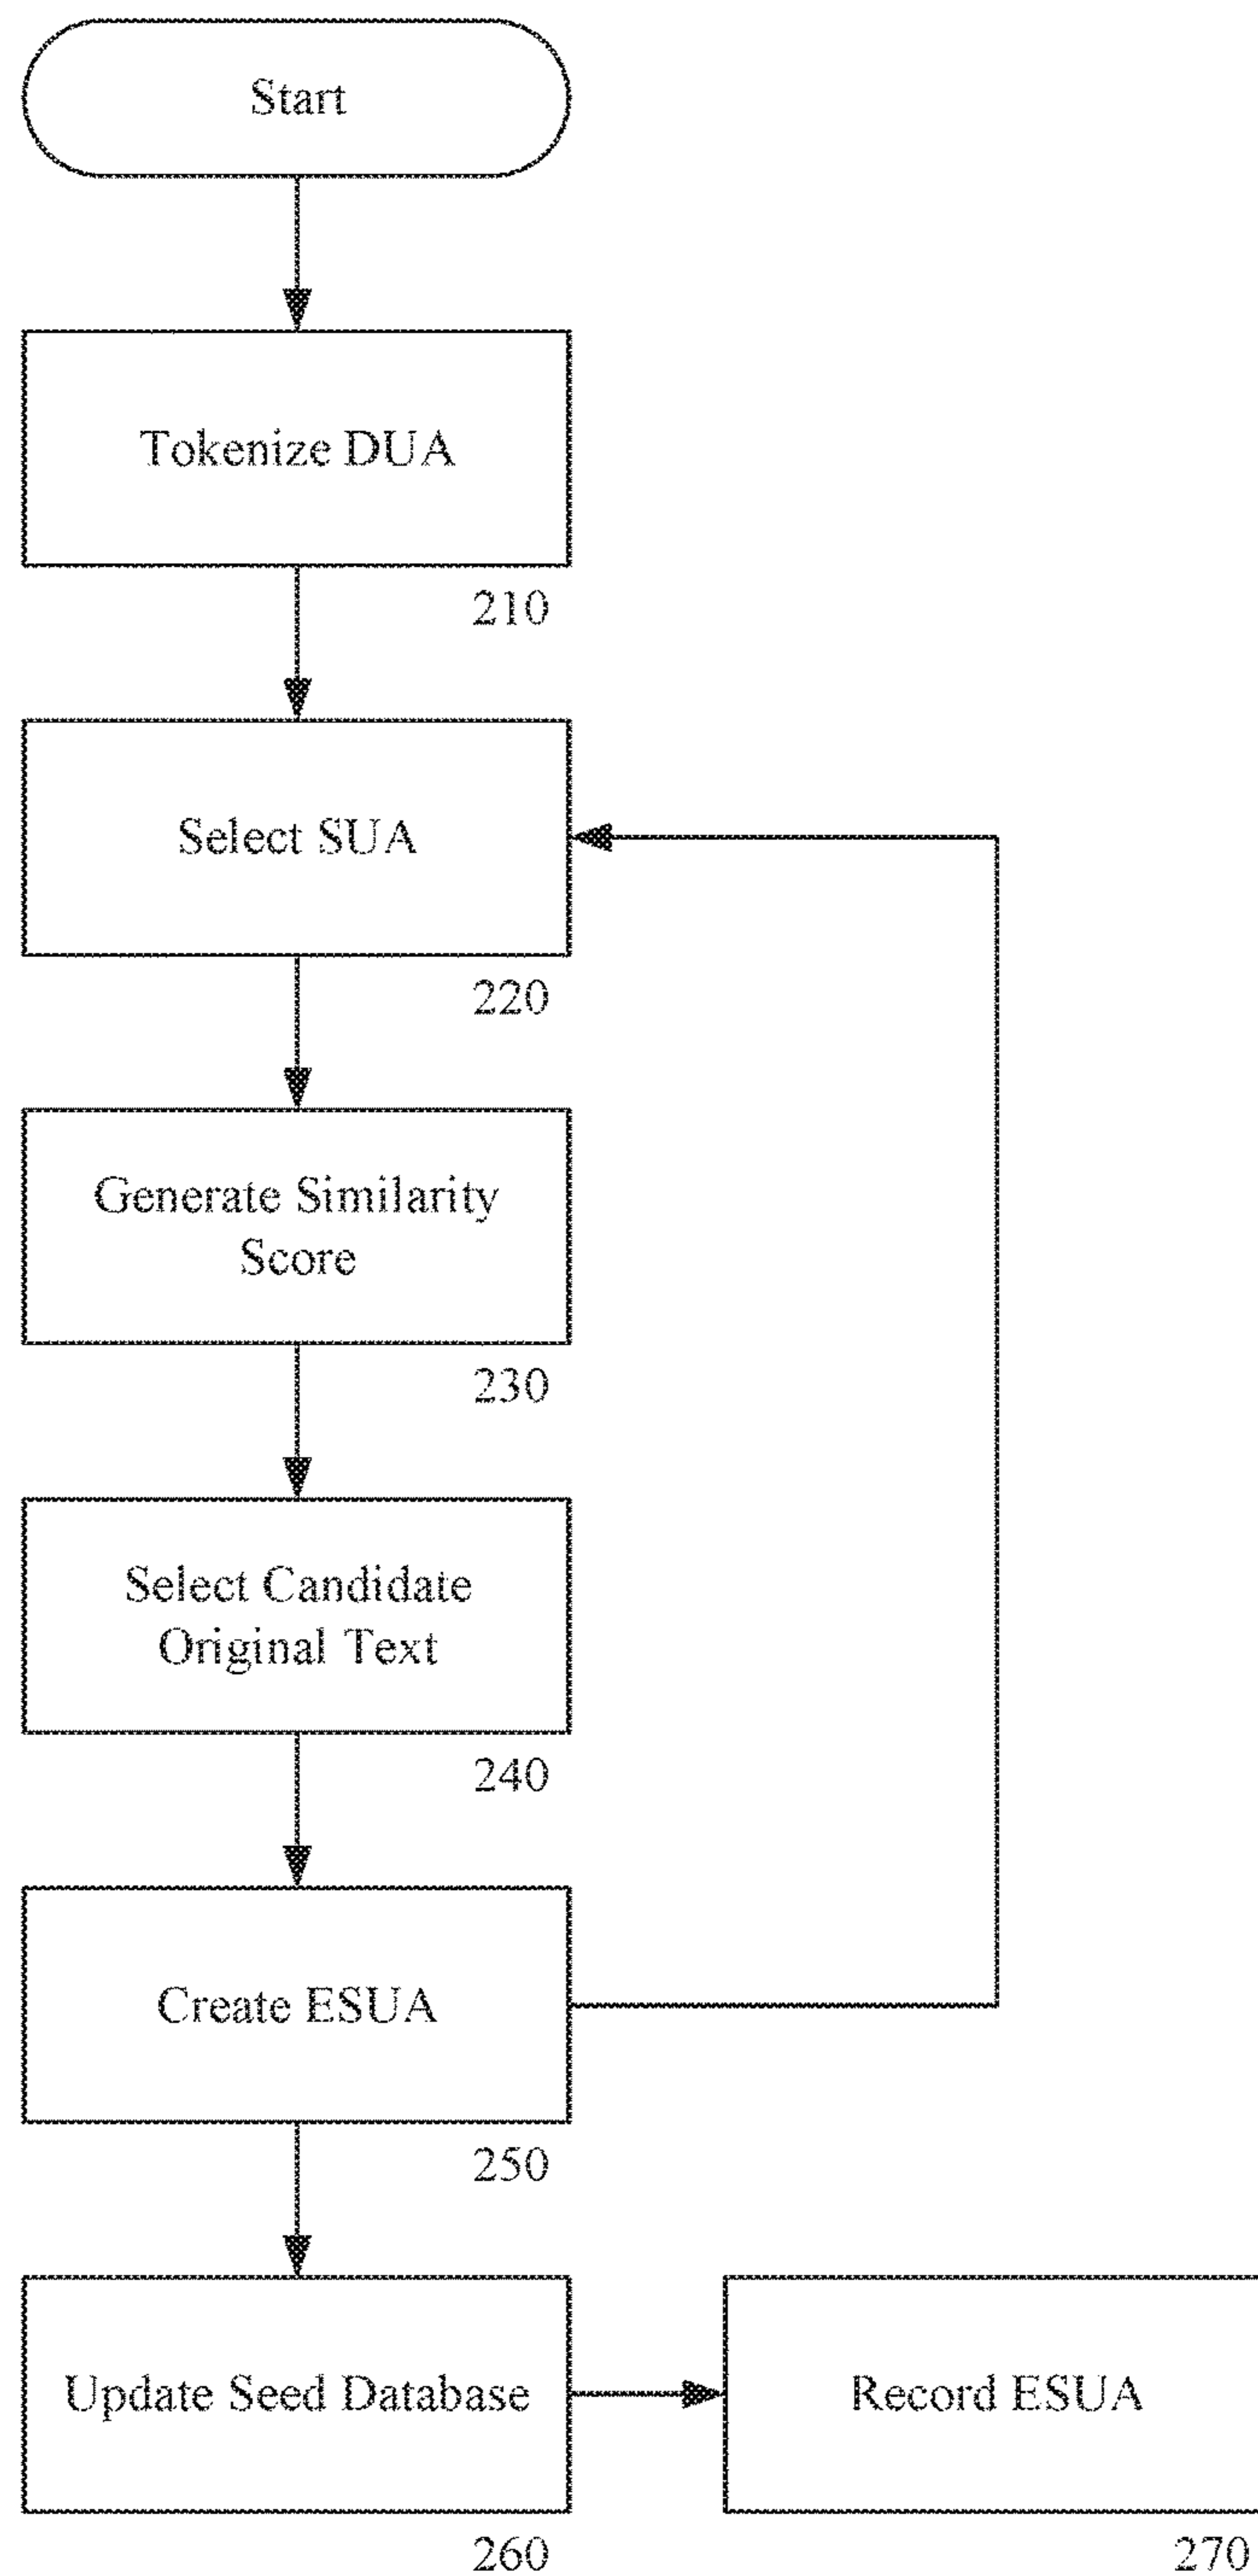 Start
Tokenize DUA
210
Select SUA
220
Generate Similarity
Score
230
Select Candidate
Original Text
240
Create ESUA
250
Update Seed Database
260
Record ESUA
270